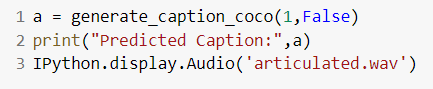 1 a = generate_caption_coco(1,False)
2 print("Predicted Caption:",a)
3 IPython.display.Audio('articulated.wav')